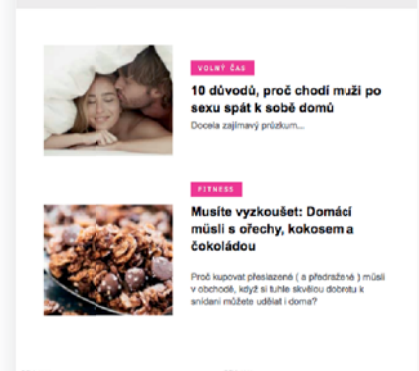 VOLNÝ ČAS
10 důvodů, proč chodí muži po
sexu spát k sobě domů
Docela zajímavý průzkum...
FITNESS
Musíte vyzkoušet: Domácí
müsli s ořechy, kokosem a
čokoládou
Proč kupovat přeslazené ( a předražené ) müsli
v obchodě, když si tuhle skvělou dobrotu k
snídani můžete udělat i doma?